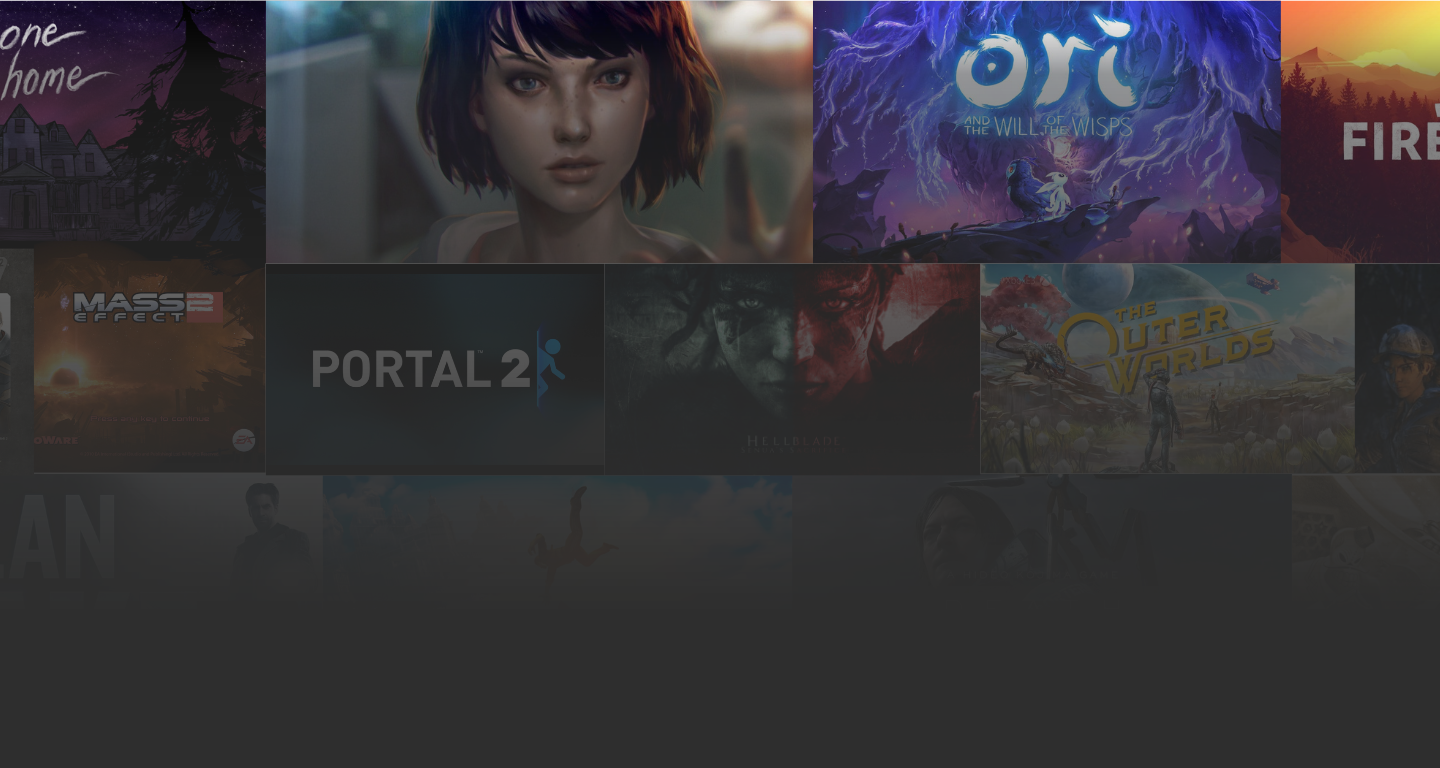 one
home
ori
AND THE WILL OF THE WISPS
FIRE
MASS 2
EFFECT
PORTAL 2
HELLBLADE
THE
OUTER
WORLDS
OWARE
EA
AN